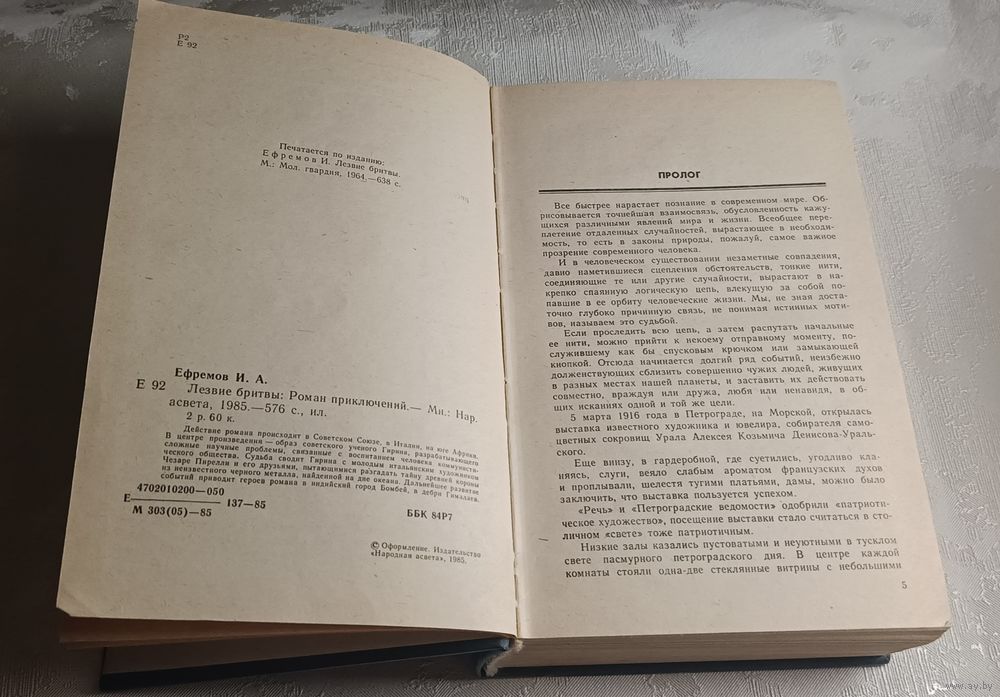 Р2
Е 92
Печатается по изданию:
Ефремов И. Лезвие бритвы.
М.: Мол. гвардия, 1964.—638 с.
Ефремов И. А.
Е 92
Лезвие бритвы: Роман приключений.— Мн.: Нар.
асвета, 1985.—576 с., ил.
2 р. 60 к.
Действие романа происходит в Советском Союзе, в Италии, на юге Африки.
В центре произведения — образ советского ученого Гирина, разрабатывающего
сложные научные проблемы, связанные с воспитанием человека коммунисти-
ческого общества. Судьба сводит Гирина с молодым итальянским художником
Чезаре Пирелли и его друзьями, пытающимися разгадать тайну древней короны
из неизвестного черного металла, найденной на дне океана. Дальнейшее развитие
событий приводит героев романа в индийский город Бомбей, в дебри Гималаев.
4702010200—050
Е 137—85
М 303(05)—85
ББК 84Р7
© Оформление. Издательство
«Народная асвета», 1985.
ПРОЛОГ
Все быстрее нарастает познание в современном мире. Об-
рисовывается точнейшая взаимосвязь, обусловленность кажу-
щихся различными явлений мира и жизни. Всеобщее пере-
плетение отдаленных случайностей, вырастающее в необходи-
мость, то есть в законы природы, пожалуй, самое важное
прозрение современного человека.
И в человеческом существовании незаметные совпадения,
давно наметившиеся сцепления обстоятельств, тонкие нити,
соединяющие те или другие случайности, вырастают в на-
крепко спаянную логическую цепь, влекущую за собой по-
павшие в ее орбиту человеческие жизни. Мы, не зная доста-
точно глубоко причинную связь, не понимая истинных моти-
вов, называем это судьбой.
Если проследить всю цепь, а затем распутать начальные
ее нити, можно прийти к некоему отправному моменту, по-
служившему как бы спусковым крючком или замыкающей
кнопкой. Отсюда начинается долгий ряд событий, неизбежно
долженствующих сблизить совершенно чужих людей, живущих
в разных местах нашей планеты, и заставить их действовать
совместно, враждуя или дружа, любя или ненавидя, в об-
щих исканиях одной и той же цели.
5 марта 1916 года в Петрограде, на Морской, открылась
выставка известного художника и ювелира, собирателя само-
цветных сокровищ Урала Алексея Козьмича Денисова-Ураль-
ского.
Еще внизу, в гардеробной, где суетились, угодливо кла-
няясь, слуги, веяло слабым ароматом французских духов
и проплывали, шелестя тугими платьями, дамы, можно было
заключить, что выставка пользуется успехом.
«Речь» и «Петроградские ведомости» одобрили «патриоти-
ческое художество», посещение выставки стало считаться в сто-
личном «свете» тоже патриотичным.
Низкие залы казались пустоватыми и неуютными в тусклом
свете пасмурного петроградского дня. В центре каждой
комнаты стояли одна-две стеклянные витрины с небольшими
5
www.ay.by